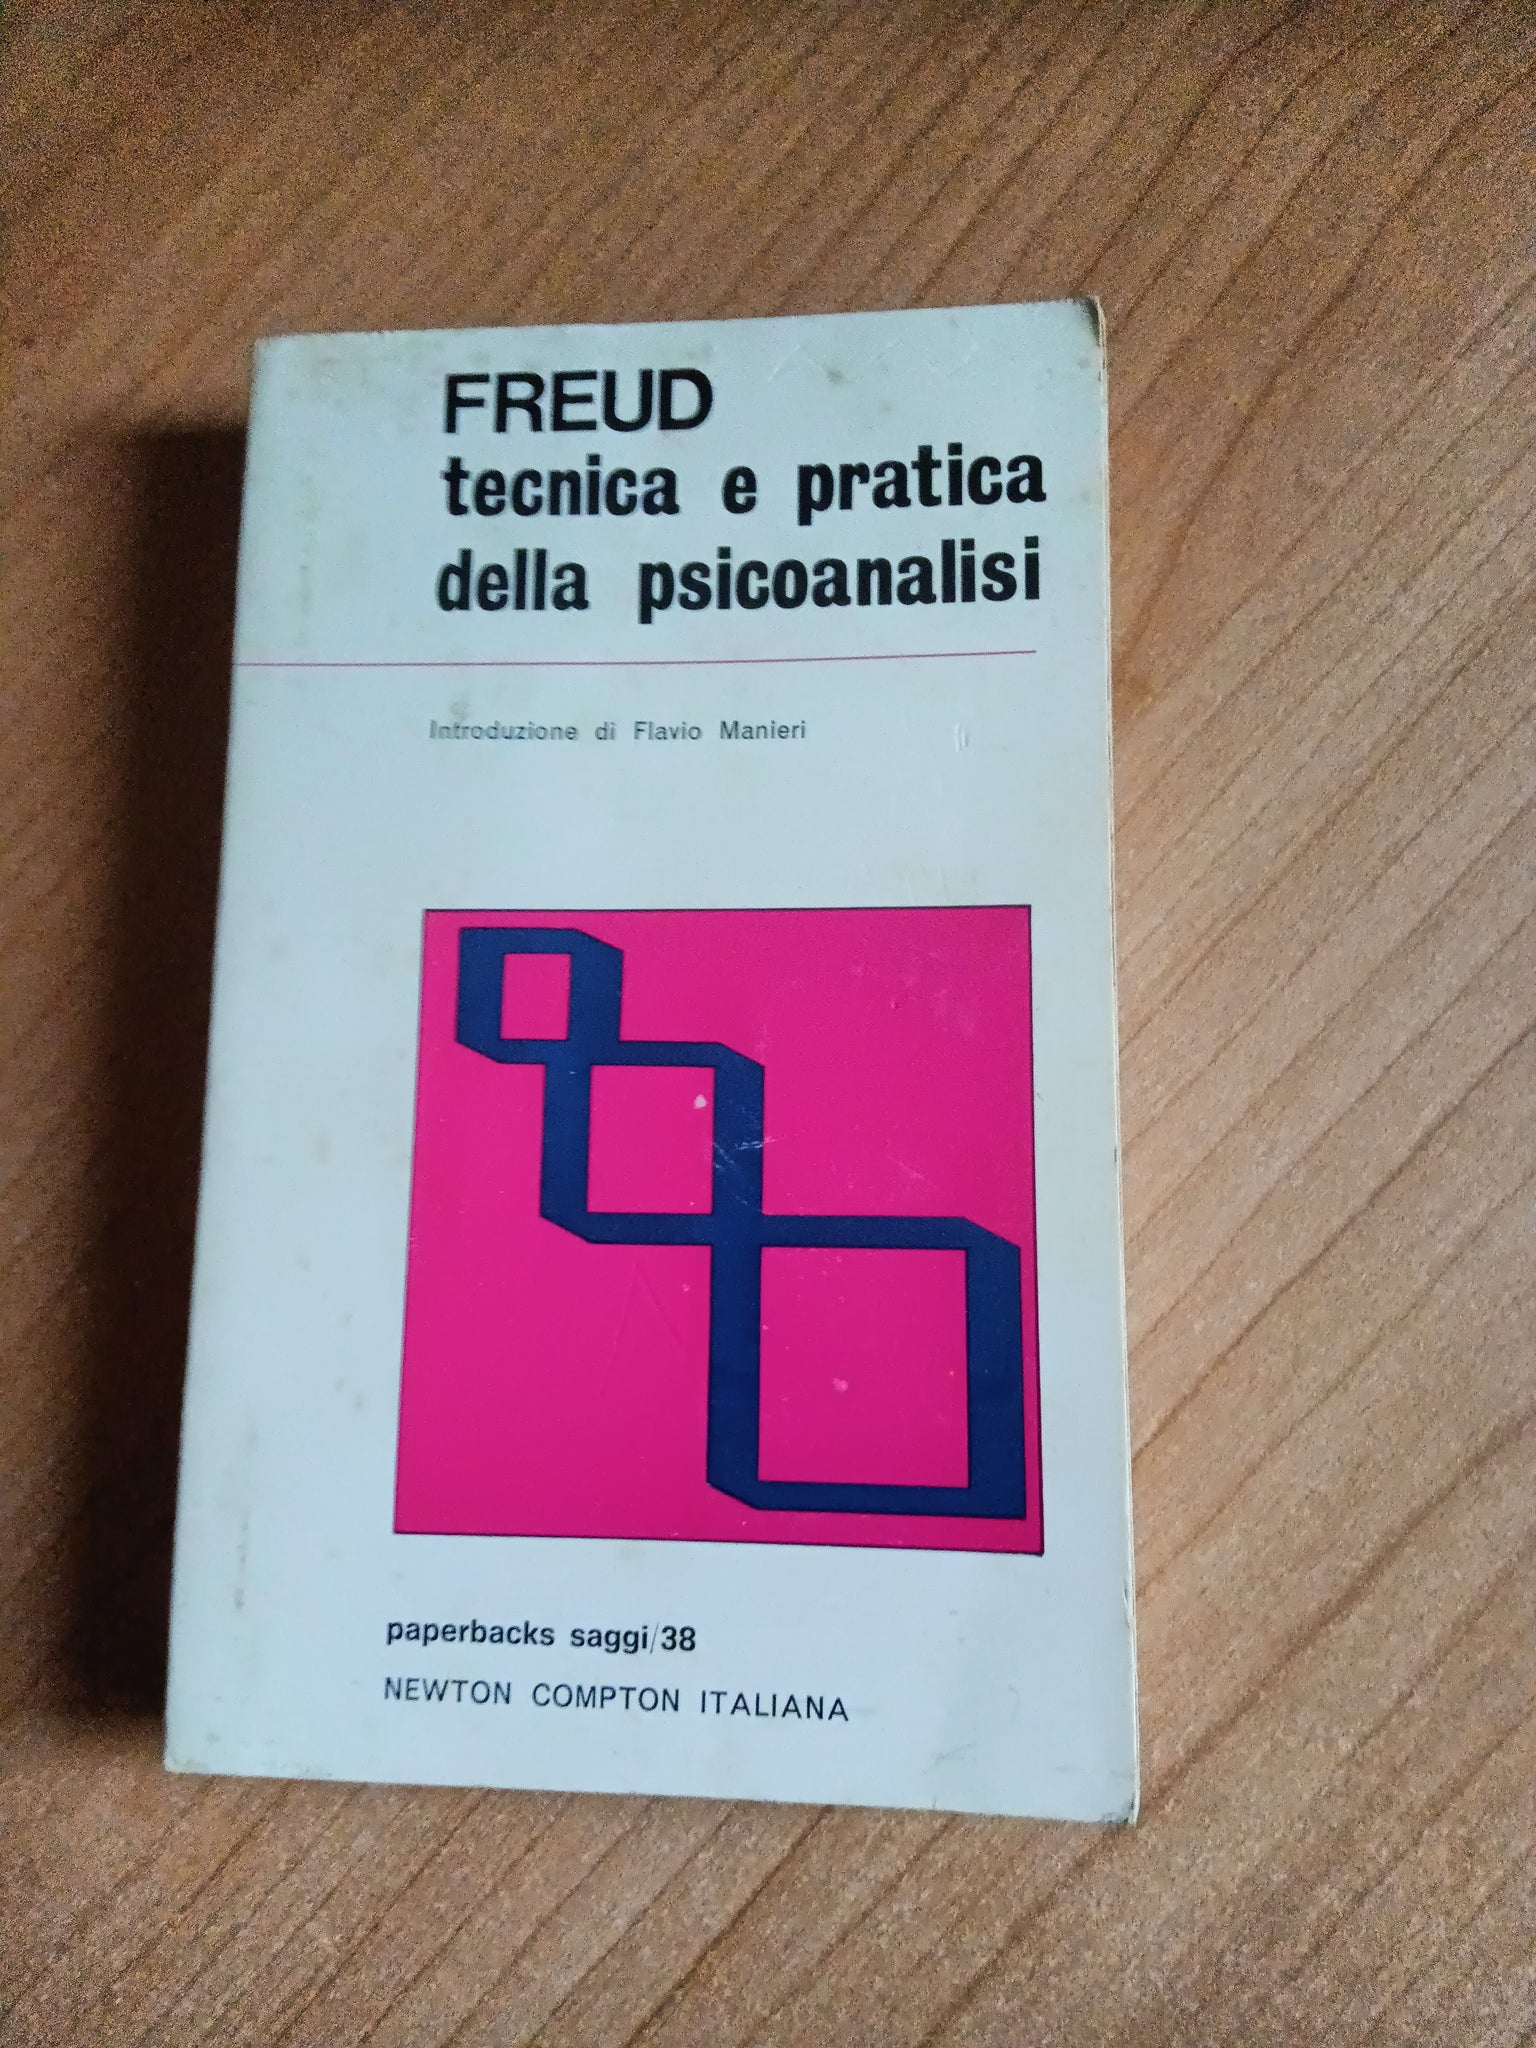 FREUD
tecnica e pratica
della psicoanalisi
Introduzione di Flavio Manieri
paperbacks saggi/38
NEWTON COMPTON ITALIANA